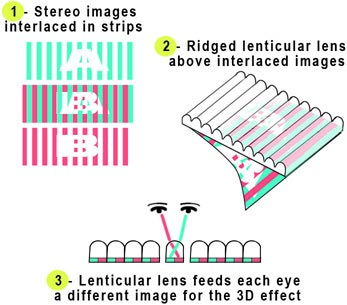 1 - Stereo images
interlaced in strips
A
B
2 - Ridged lenticular lens
above interlaced images
3 - Lenticular lens feeds each eye
a different image for the 3D effect